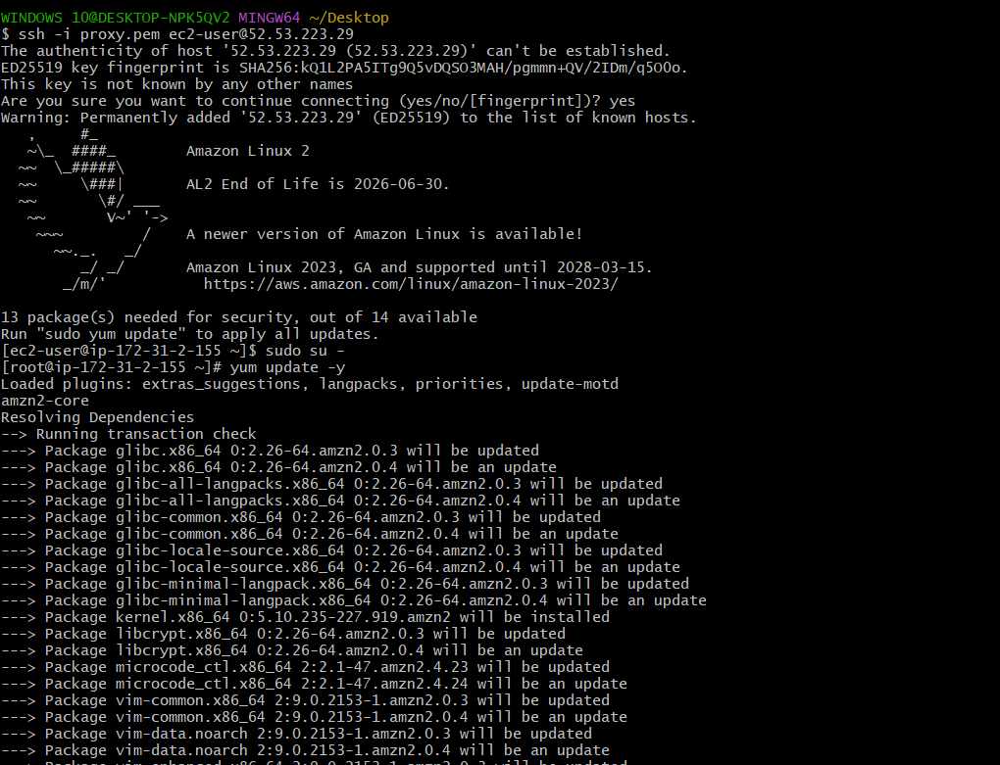 WINDOWS 10@DESKTOP-NPK5QV2 MINGW64 ~/Desktop
$ ssh -i proxy.pem ec2-user@52.53.223.29
The authenticity of host '52.53.223.29 (52.53.223.29)' can't be established.
ED25519 key fingerprint is SHA256:kQ1L2PA5ITg9Q5vDQSO3MAH/pgmmn+QV/2IDm/q5O0o.
This key is not known by any other names
Are you sure you want to continue connecting (yes/no/[fingerprint])? yes
Warning: Permanently added '52.53.223.29' (ED25519) to the list of known hosts.
   ,     #_
   ~\_  ####_        Amazon Linux 2
  ~~  \_#####\
  ~~     \###|       AL2 End of Life is 2026-06-30.
  ~~       \#/ ___
   ~~       V~' '->
    ~~~         /    A newer version of Amazon Linux is available!
      ~~._.   _/
         _/ _/       Amazon Linux 2023, GA and supported until 2028-03-15.
       _/m/'           https://aws.amazon.com/linux/amazon-linux-2023/
13 package(s) needed for security, out of 14 available
Run "sudo yum update" to apply all updates.
[ec2-user@ip-172-31-2-155 ~]$ sudo su -
[root@ip-172-31-2-155 ~]# yum update -y
Loaded plugins: extras_suggestions, langpacks, priorities, update-motd
amzn2-core
Resolving Dependencies
--> Running transaction check
---> Package glibc.x86_64 0:2.26-64.amzn2.0.3 will be updated
---> Package glibc.x86_64 0:2.26-64.amzn2.0.4 will be an update
---> Package glibc-all-langpacks.x86_64 0:2.26-64.amzn2.0.3 will be updated
---> Package glibc-all-langpacks.x86_64 0:2.26-64.amzn2.0.4 will be an update
---> Package glibc-common.x86_64 0:2.26-64.amzn2.0.3 will be updated
---> Package glibc-common.x86_64 0:2.26-64.amzn2.0.4 will be an update
---> Package glibc-locale-source.x86_64 0:2.26-64.amzn2.0.3 will be updated
---> Package glibc-locale-source.x86_64 0:2.26-64.amzn2.0.4 will be an update
---> Package glibc-minimal-langpack.x86_64 0:2.26-64.amzn2.0.3 will be updated
---> Package glibc-minimal-langpack.x86_64 0:2.26-64.amzn2.0.4 will be an update
---> Package kernel.x86_64 0:5.10.235-227.919.amzn2 will be installed
---> Package libcrypt.x86_64 0:2.26-64.amzn2.0.3 will be updated
---> Package libcrypt.x86_64 0:2.26-64.amzn2.0.4 will be an update
---> Package microcode_ctl.x86_64 2:2.1-47.amzn2.4.23 will be updated
---> Package microcode_ctl.x86_64 2:2.1-47.amzn2.4.24 will be an update
---> Package vim-common.x86_64 2:9.0.2153-1.amzn2.0.3 will be updated
---> Package vim-common.x86_64 2:9.0.2153-1.amzn2.0.4 will be an update
---> Package vim-data.noarch 2:9.0.2153-1.amzn2.0.3 will be updated
---> Package vim-data.noarch 2:9.0.2153-1.amzn2.0.4 will be an update